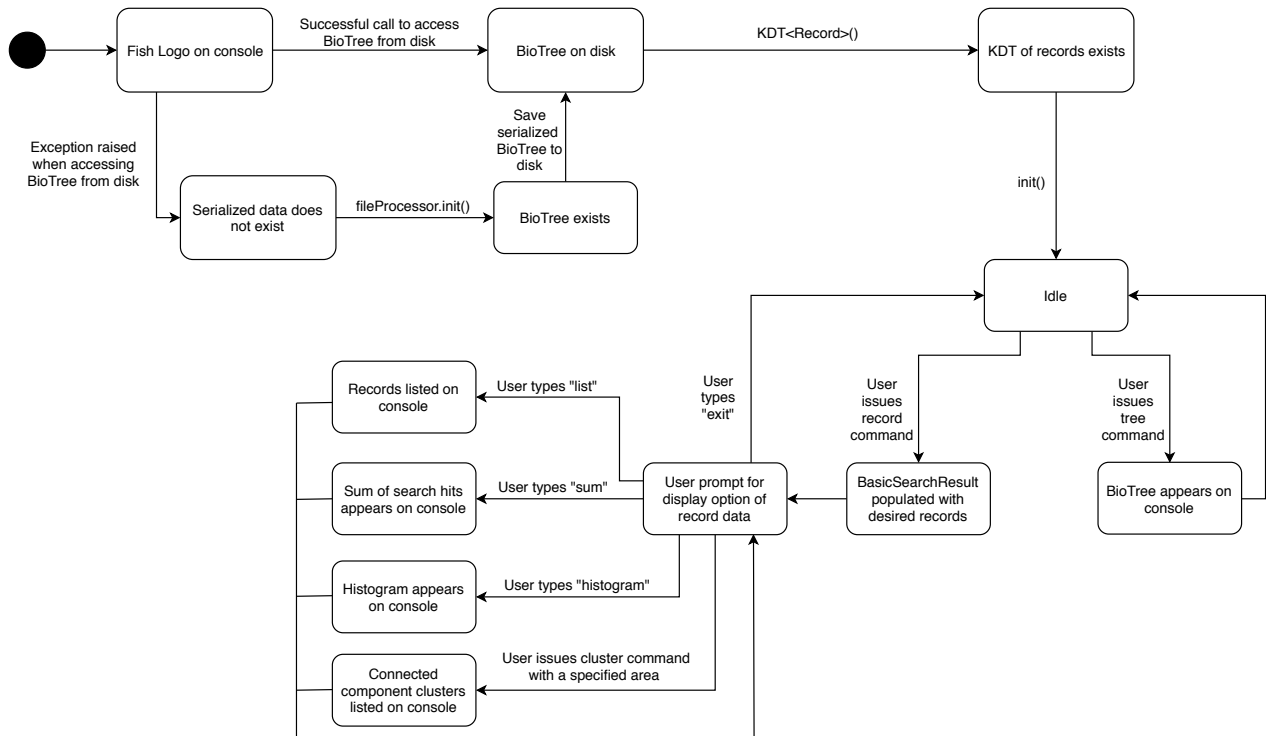 Successful call to access
BioTree from disk
KDT<Record>()
Fish Logo on console
BioTree on disk
KDT of records exists
Exception raised
when accessing
BioTree from disk
Save
serialized
BioTree to
disk
init()
Serialized data does
not exist
fileProcessor.init()
BioTree exists
Idle
User
types
"exit"
User
issues
record
command
User
issues
tree
command
Records listed on
console
User types "list"
Sum of search hits
appears on console
User types "sum"
User prompt for
display option of
record data
BasicSearchResult
populated with
desired records
BioTree appears on
console
Histogram appears
on console
User types "histogram"
Connected
component clusters
listed on console
User issues cluster command
with a specified area